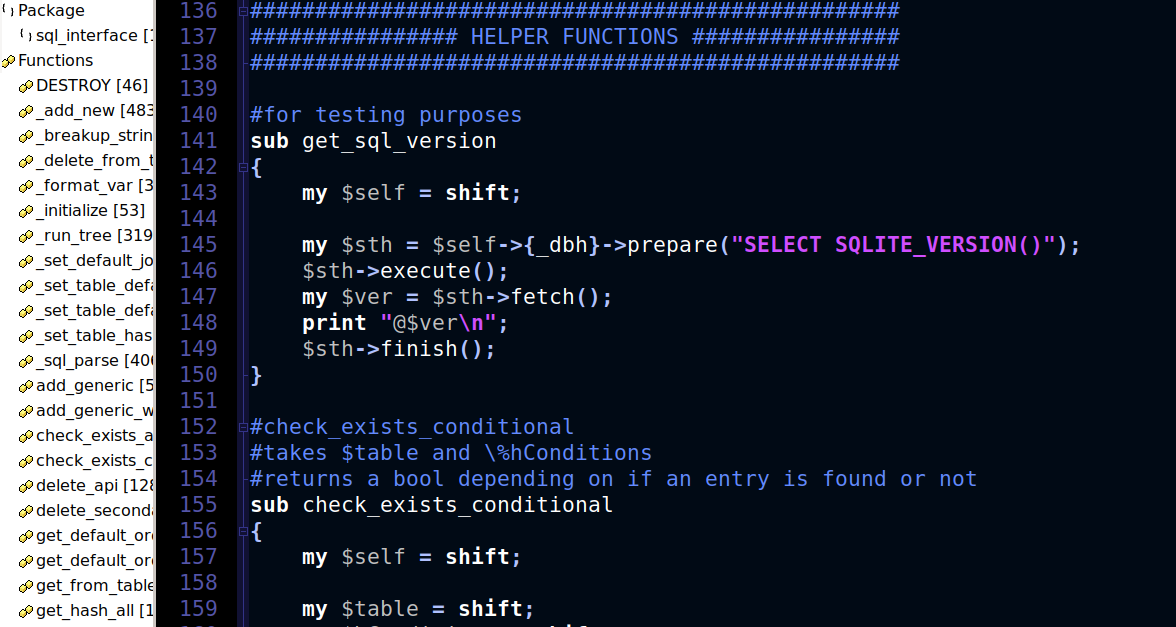 Package
sql_interface [1
Functions
DESTROY [46]
_add_new [483
_breakup_strin
_delete_from_t
_format_var [3
_initialize [53]
_run_tree [319
_set_default_jo
_set_table_defa
_set_table_defa
_set_table_has
_sql_parse [406
add_generic [5
add_generic_w
check_exists_a
check_exists_c
delete_api [128
delete_seconda
get_default_ord
get_default_ord
get_from_table
get_hash_all [1
136 ##################################################
137 ################ HELPER FUNCTIONS ################
138 ##################################################
139
140 #for testing purposes
141 sub get_sql_version
142 {
143     my $self = shift;
144
145     my $sth = $self->{_dbh}->prepare("SELECT SQLITE_VERSION()");
146     $sth->execute();
147     my $ver = $sth->fetch();
148     print "@$ver\n";
149     $sth->finish();
150 }
151
152 #check_exists_conditional
153 #takes $table and \%hConditions
154 #returns a bool depending on if an entry is found or not
155 sub check_exists_conditional
156 {
157     my $self = shift;
158
159     my $table = shift;